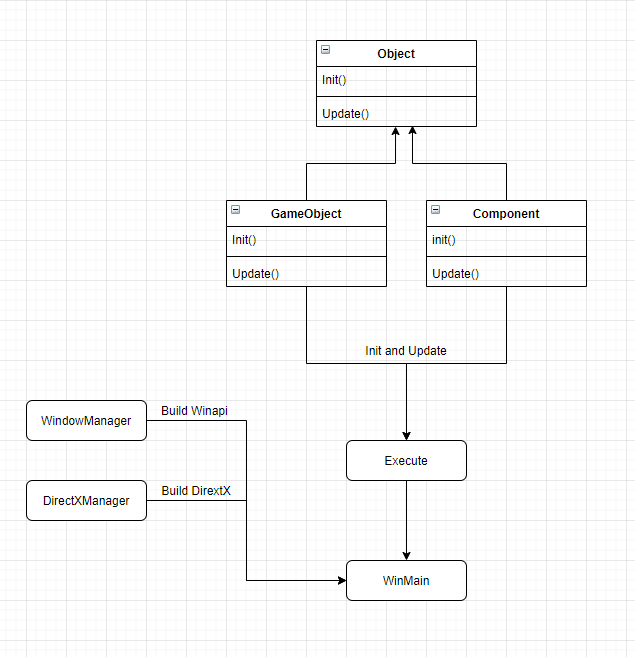 Object
Init()
Update()
GameObject
Init()
Update()
Component
init()
Update()
Init and Update
WindowManager
Build Winapi
Execute
DirectXManager
Build DirextX
WinMain